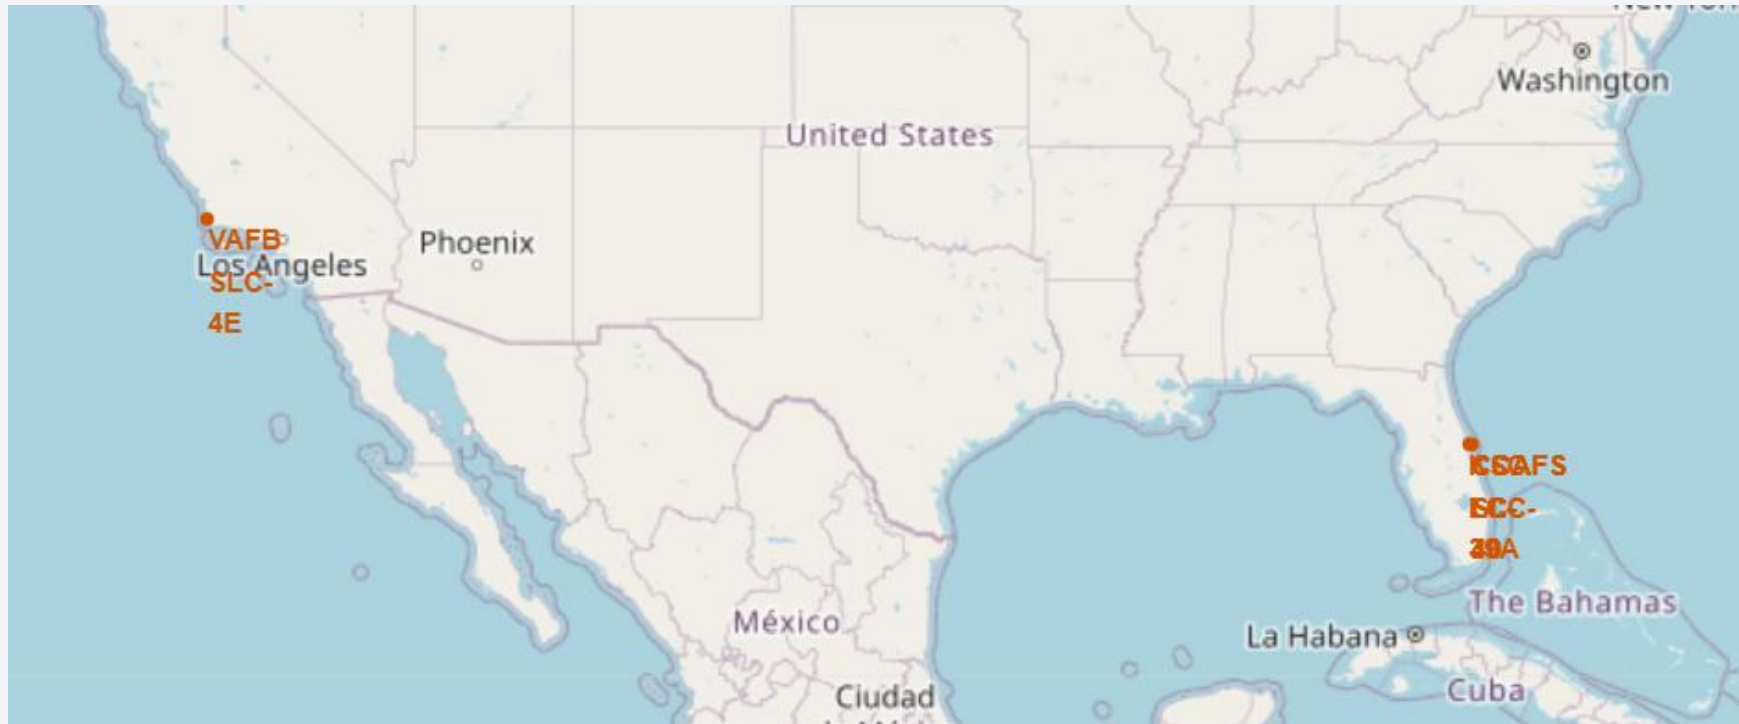 Washington
United States
VAFB
SLC-
4E
Los Angeles
Phoenix
The Bahamas
México
La Habana
Cuba
Ciudad